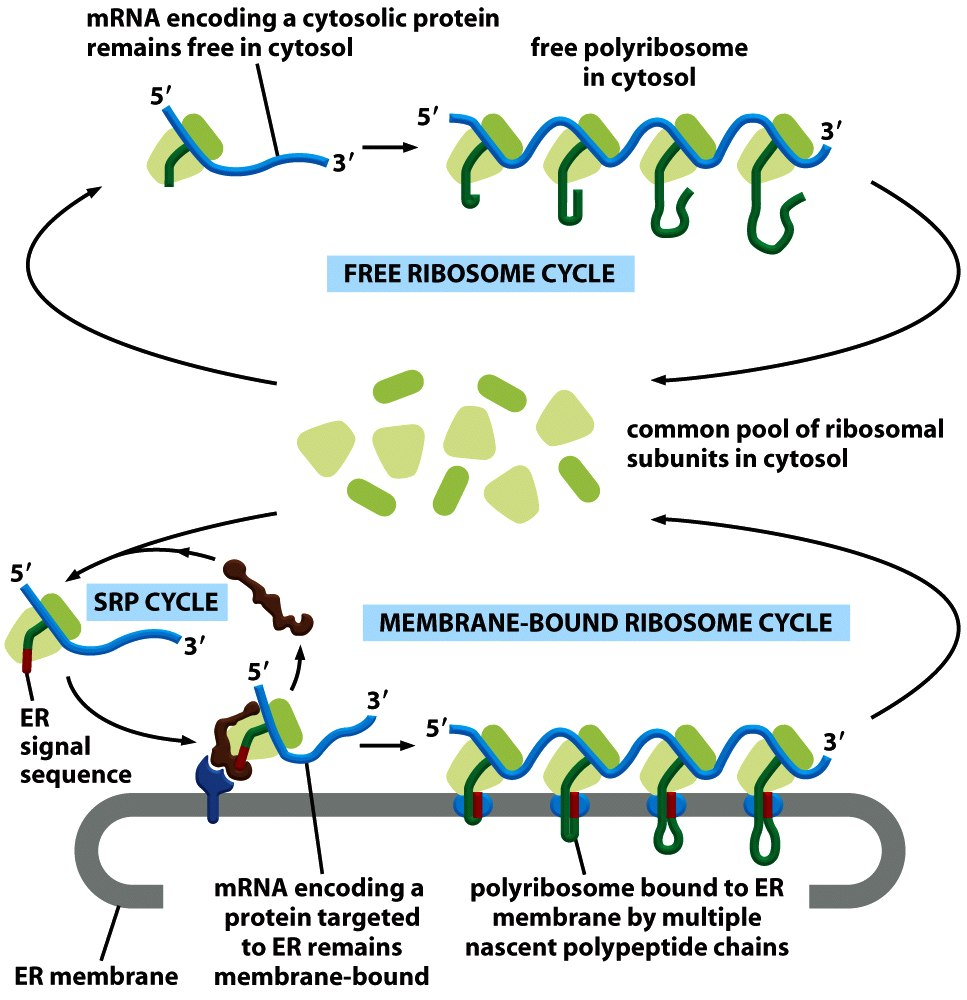 mRNA encoding a cytosolic protein
remains free in cytosol
free polyribosome
in cytosol
5′
3′
5′
3′
FREE RIBOSOME CYCLE
common pool of ribosomal
subunits in cytosol
5′
SRP CYCLE
3′
MEMBRANE-BOUND RIBOSOME CYCLE
ER
signal
sequence
5′
3′
5′
3′
mRNA encoding a
protein targeted
to ER remains
membrane-bound
polyribosome bound to ER
membrane by multiple
nascent polypeptide chains
ER membrane